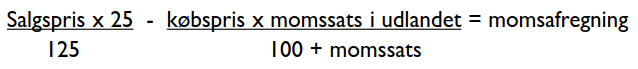 Salgspris x 25 - købspris x momssats i udlandet = momsafregning
125 100 + momssats